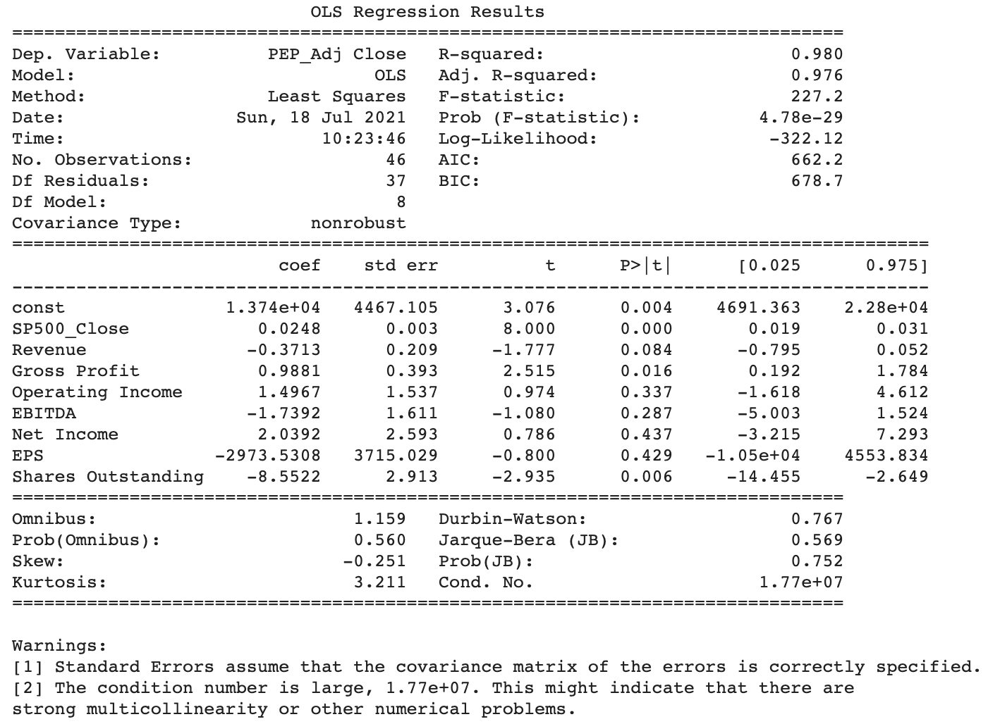 OLS Regression Results
==============================================================================
Dep. Variable: PEP_Adj Close R-squared: 0.980
Model: OLS Adj. R-squared: 0.976
Method: Least Squares F-statistic: 227.2
Date: Sun, 18 Jul 2021 Prob (F-statistic): 4.78e-29
Time: 10:23:46 Log-Likelihood: -322.12
No. Observations: 46 AIC: 662.2
Df Residuals: 37 BIC: 678.7
Df Model: 8
Covariance Type: nonrobust
======================================================================================
coef std err t P>|t| [0.025 0.975]
--------------------------------------------------------------------------------------
const 1.374e+04 4467.105 3.076 0.004 4691.363 2.28e+04
SP500_Close 0.0248 0.003 8.000 0.000 0.019 0.031
Revenue -0.3713 0.209 -1.777 0.084 -0.795 0.052
Gross Profit 0.9881 0.393 2.515 0.016 0.192 1.784
Operating Income 1.4967 1.537 0.974 0.337 -1.618 4.612
EBITDA -1.7392 1.611 -1.080 0.287 -5.003 1.524
Net Income 2.0392 2.593 0.786 0.437 -3.215 7.293
EPS -2973.5308 3715.029 -0.800 0.429 -1.05e+04 4553.834
Shares Outstanding -8.5522 2.913 -2.935 0.006 -14.455 -2.649
==============================================================================
Omnibus: 1.159 Durbin-Watson: 0.767
Prob(Omnibus): 0.560 Jarque-Bera (JB): 0.569
Skew: -0.251 Prob(JB): 0.752
Kurtosis: 3.211 Cond. No. 1.77e+07
==============================================================================
Warnings:
[1] Standard Errors assume that the covariance matrix of the errors is correctly specified.
[2] The condition number is large, 1.77e+07. This might indicate that there are
strong multicollinearity or other numerical problems.